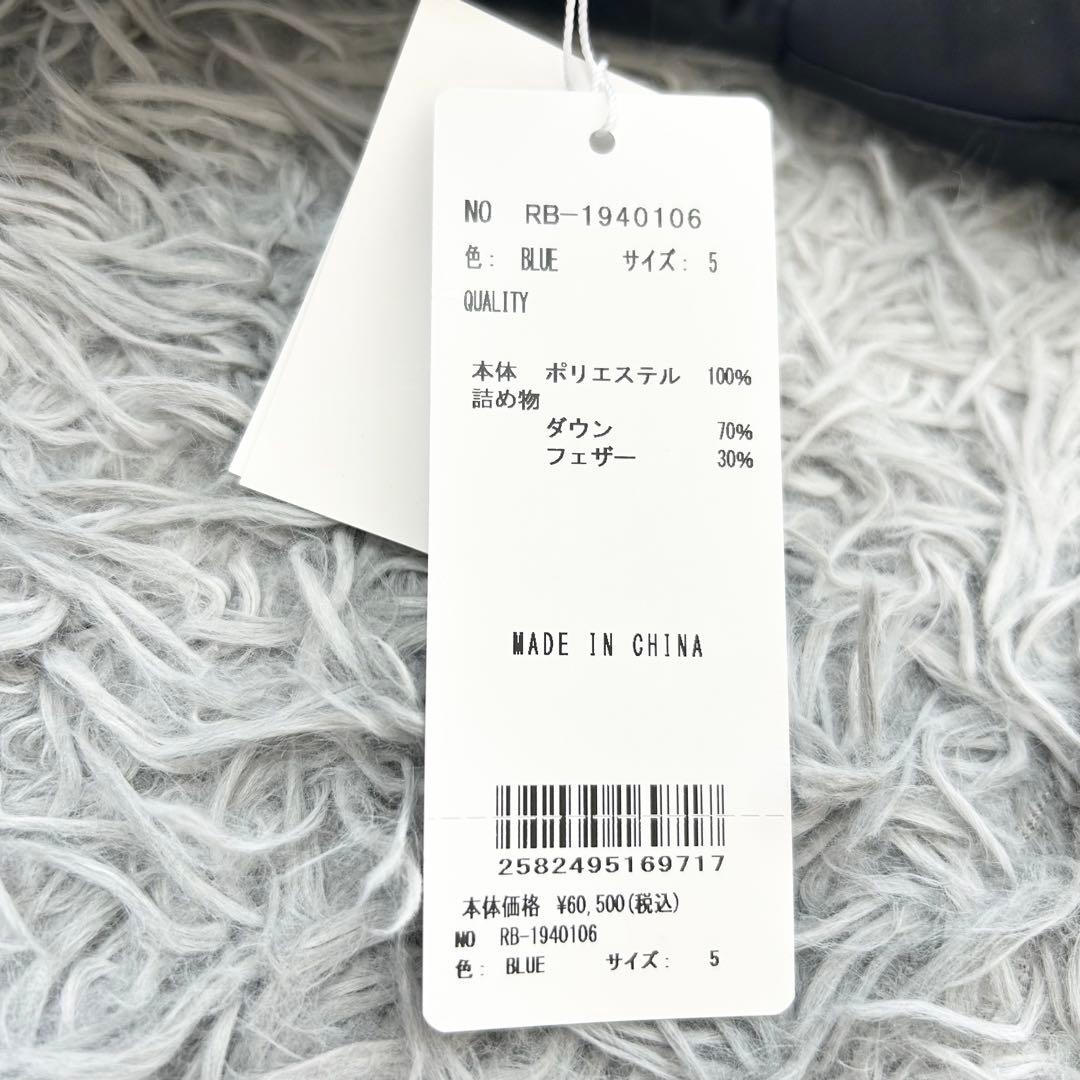 NO RB-1940106
色: BLUE サイズ: 5
QUALITY
本体 ポリエステル 100%
詰め物
ダウン 70%
フェザー 30%
MADE IN CHINA
2582495169717
本体価格 ¥60,500(税込)
NO RB-1940106
色: BLUE サイズ: 5